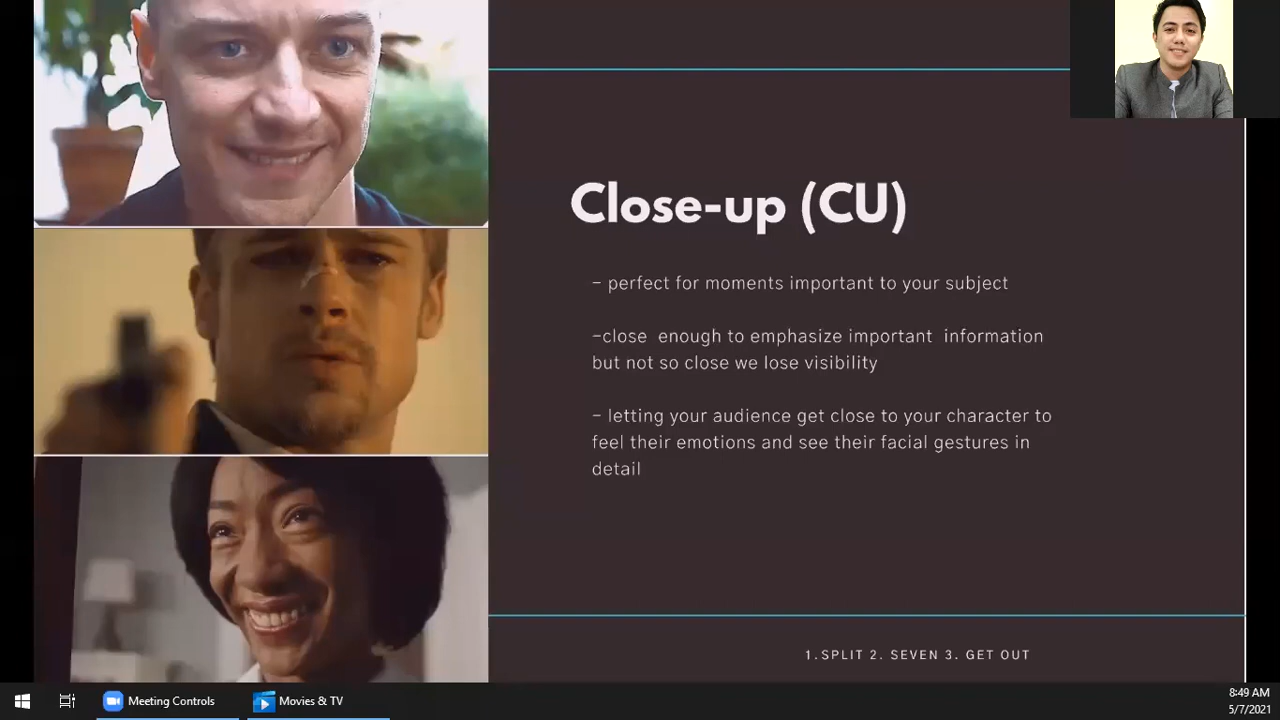 Close-up (CU)
- perfect for moments important to your subject
-close enough to emphasize important information
but not so close we lose visibility
- letting your audience get close to your character to
feel their emotions and see their facial gestures in
detail
1.SPLIT 2. SEVEN 3. GET OUT
Meeting Controls
Movies & TV
8:49 AM
5/7/2021